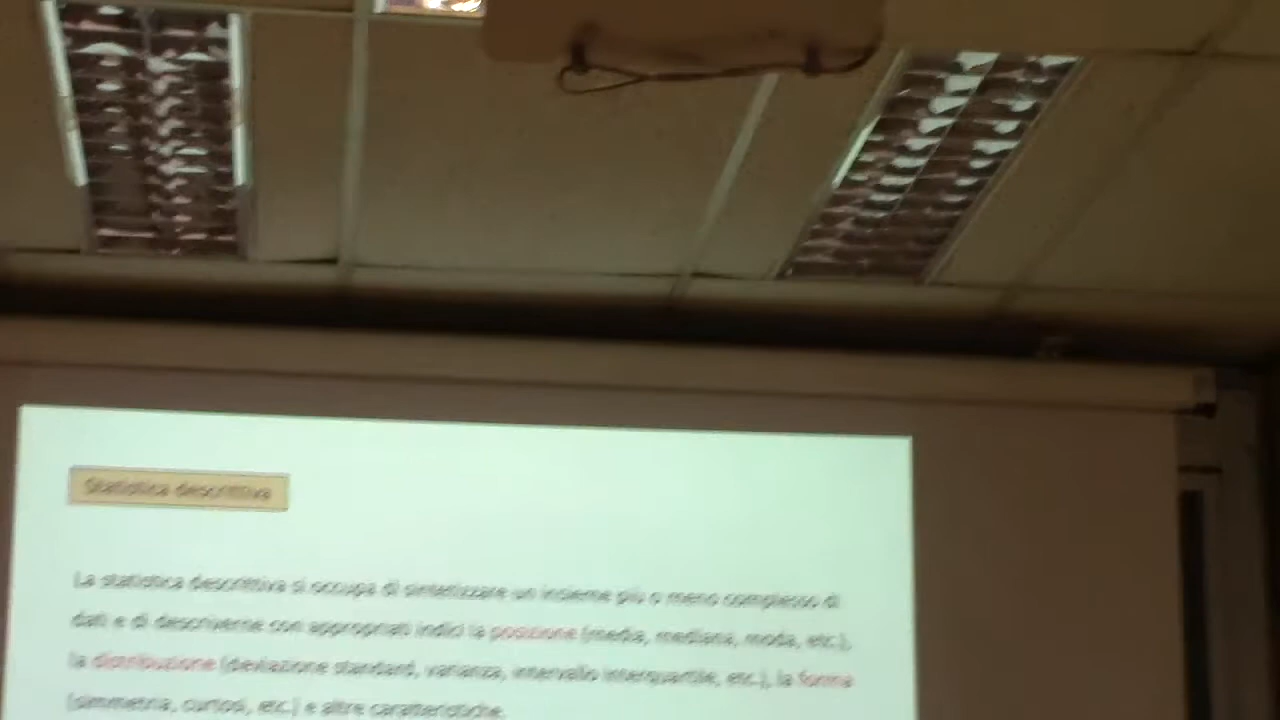 Statistica descrittiva
La statistica descrittiva si occupa di sintetizzare un insieme più o meno complesso di
dati e di descriverne con appropriati indici la posizione (media, mediana, moda, etc.),
la distribuzione (deviazione standard, varianza, intervallo interquartile, etc.), la forma
(simmetria, curtosi, etc.) e altre caratteristiche.